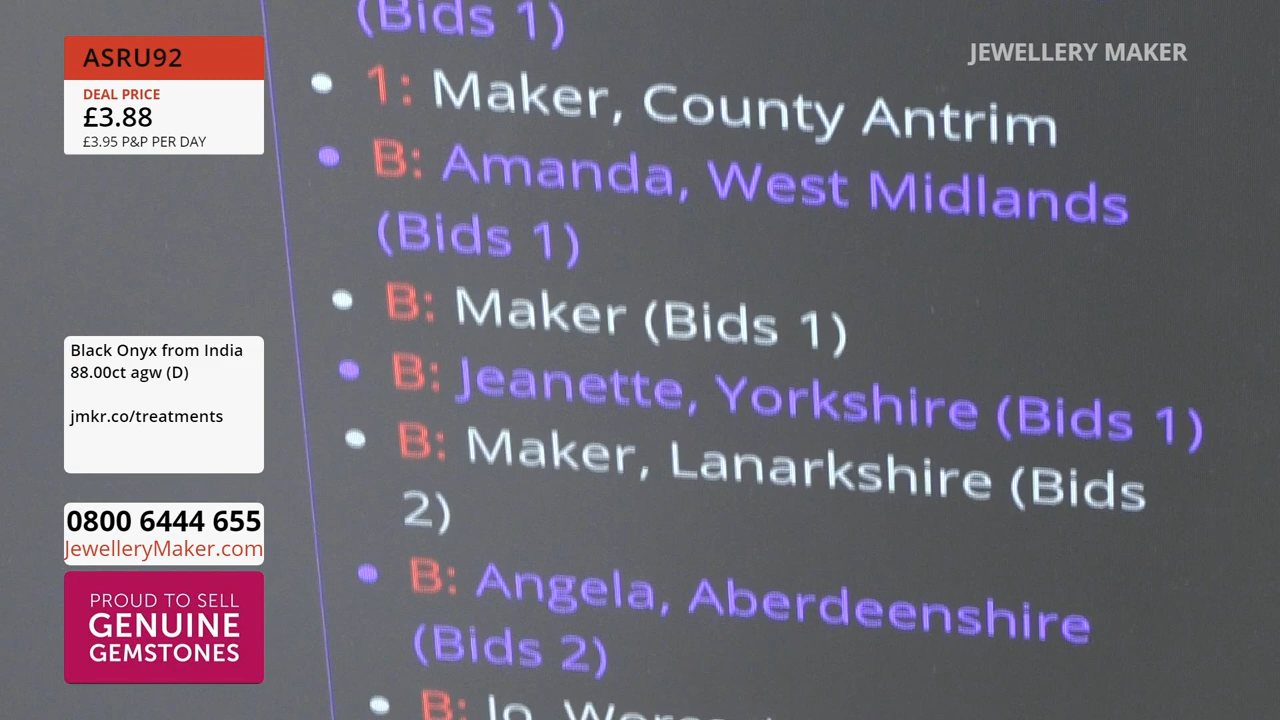 ASRU92
DEAL PRICE
£3.88
£3.95 P&P PER DAY
JEWELLERY MAKER
(Bids 1)
1: Maker, County Antrim
B: Amanda, West Midlands
(Bids 1)
B: Maker (Bids 1)
B: Jeanette, Yorkshire (Bids 1)
B: Maker, Lanarkshire (Bids
2)
B: Angela, Aberdeenshire
(Bids 2)
B: Jo,
Black Onyx from India
88.00ct agw (D)
jmkr.co/treatments
0800 6444 655
JewelleryMaker.com
PROUD TO SELL
GENUINE
GEMSTONES